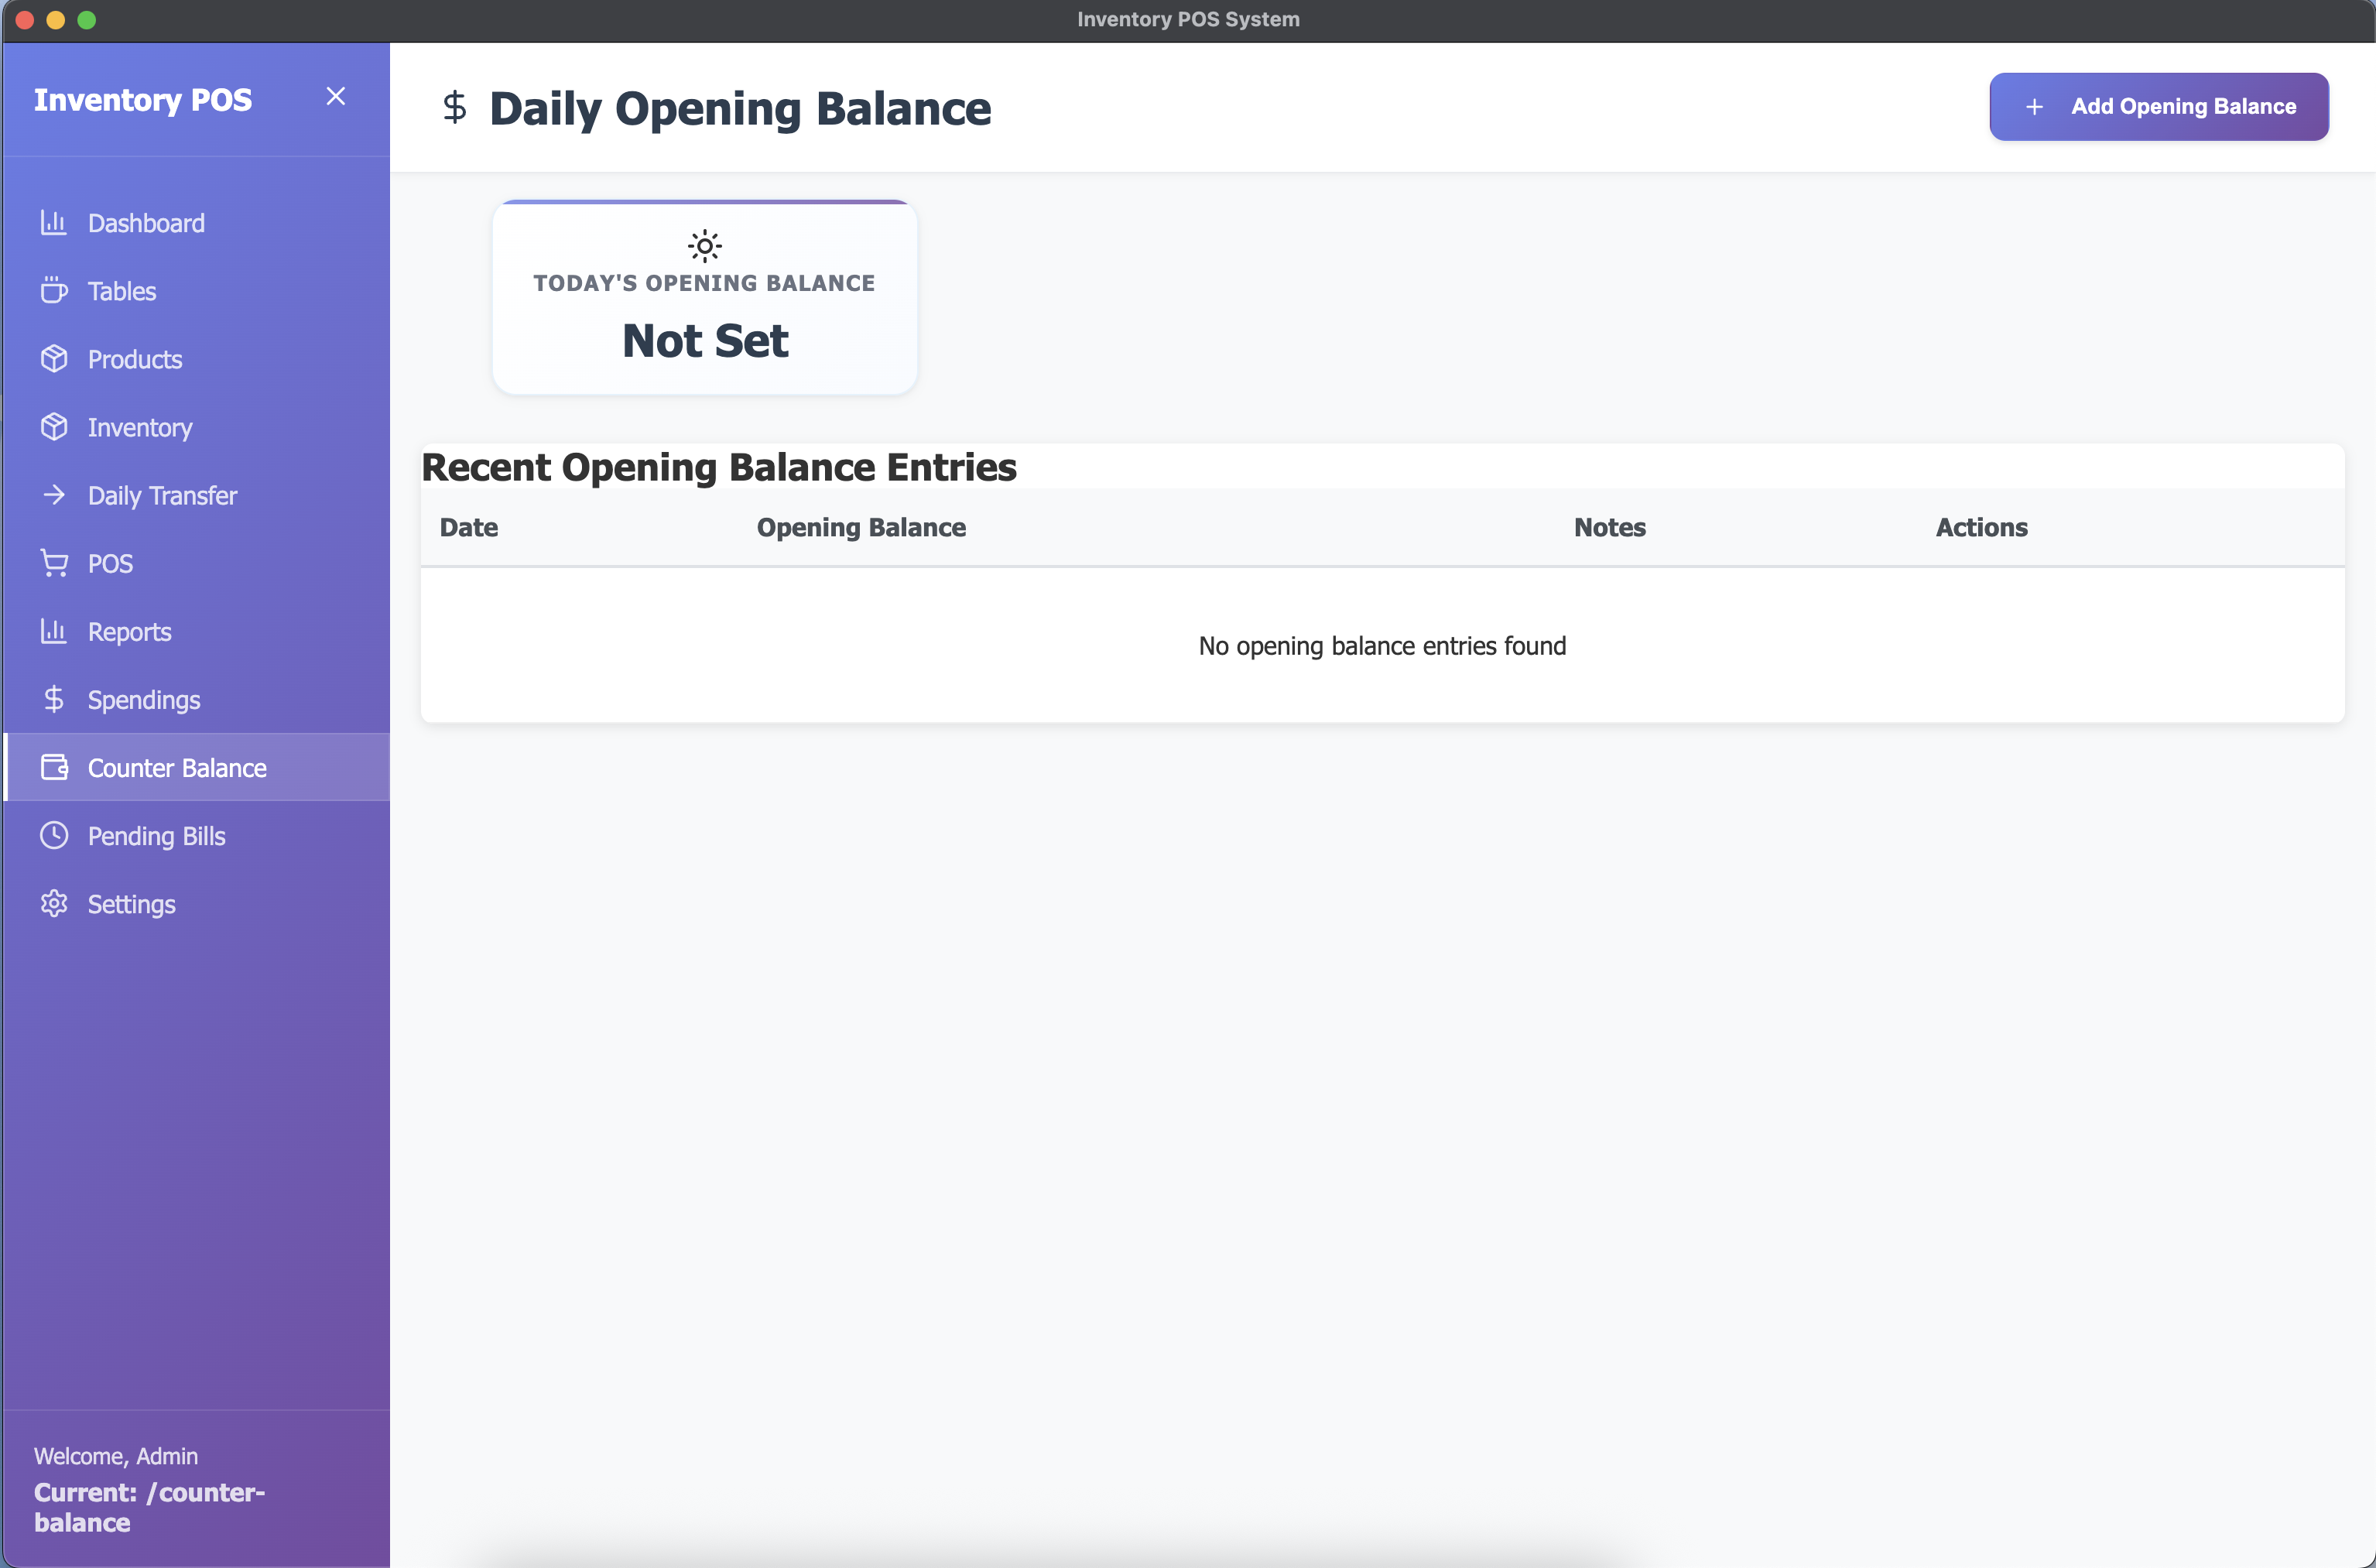 Inventory POS System
Inventory POS
Dashboard
Tables
Products
Inventory
Daily Transfer
POS
Reports
Spendings
Counter Balance
Pending Bills
Settings
Welcome, Admin
Current: /counter-
balance
Daily Opening Balance
Add Opening Balance
TODAY'S OPENING BALANCE
Not Set
Recent Opening Balance Entries
Date Opening Balance Notes Actions
No opening balance entries found